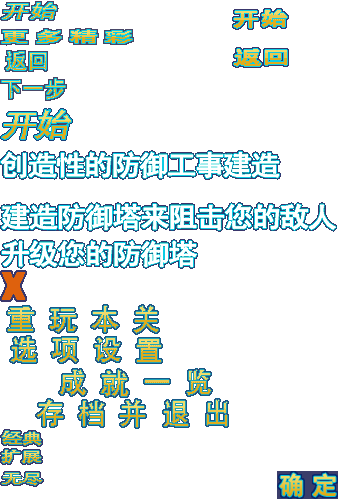 开始
开始
更多精彩
返回
返回
下一步
开始
创造性的防御工事建造
建造防御塔来阻击您的敌人
升级您的防御塔
X
重玩本关
选项设置
成就一览
存档并退出
经典
扩展
无尽
确定